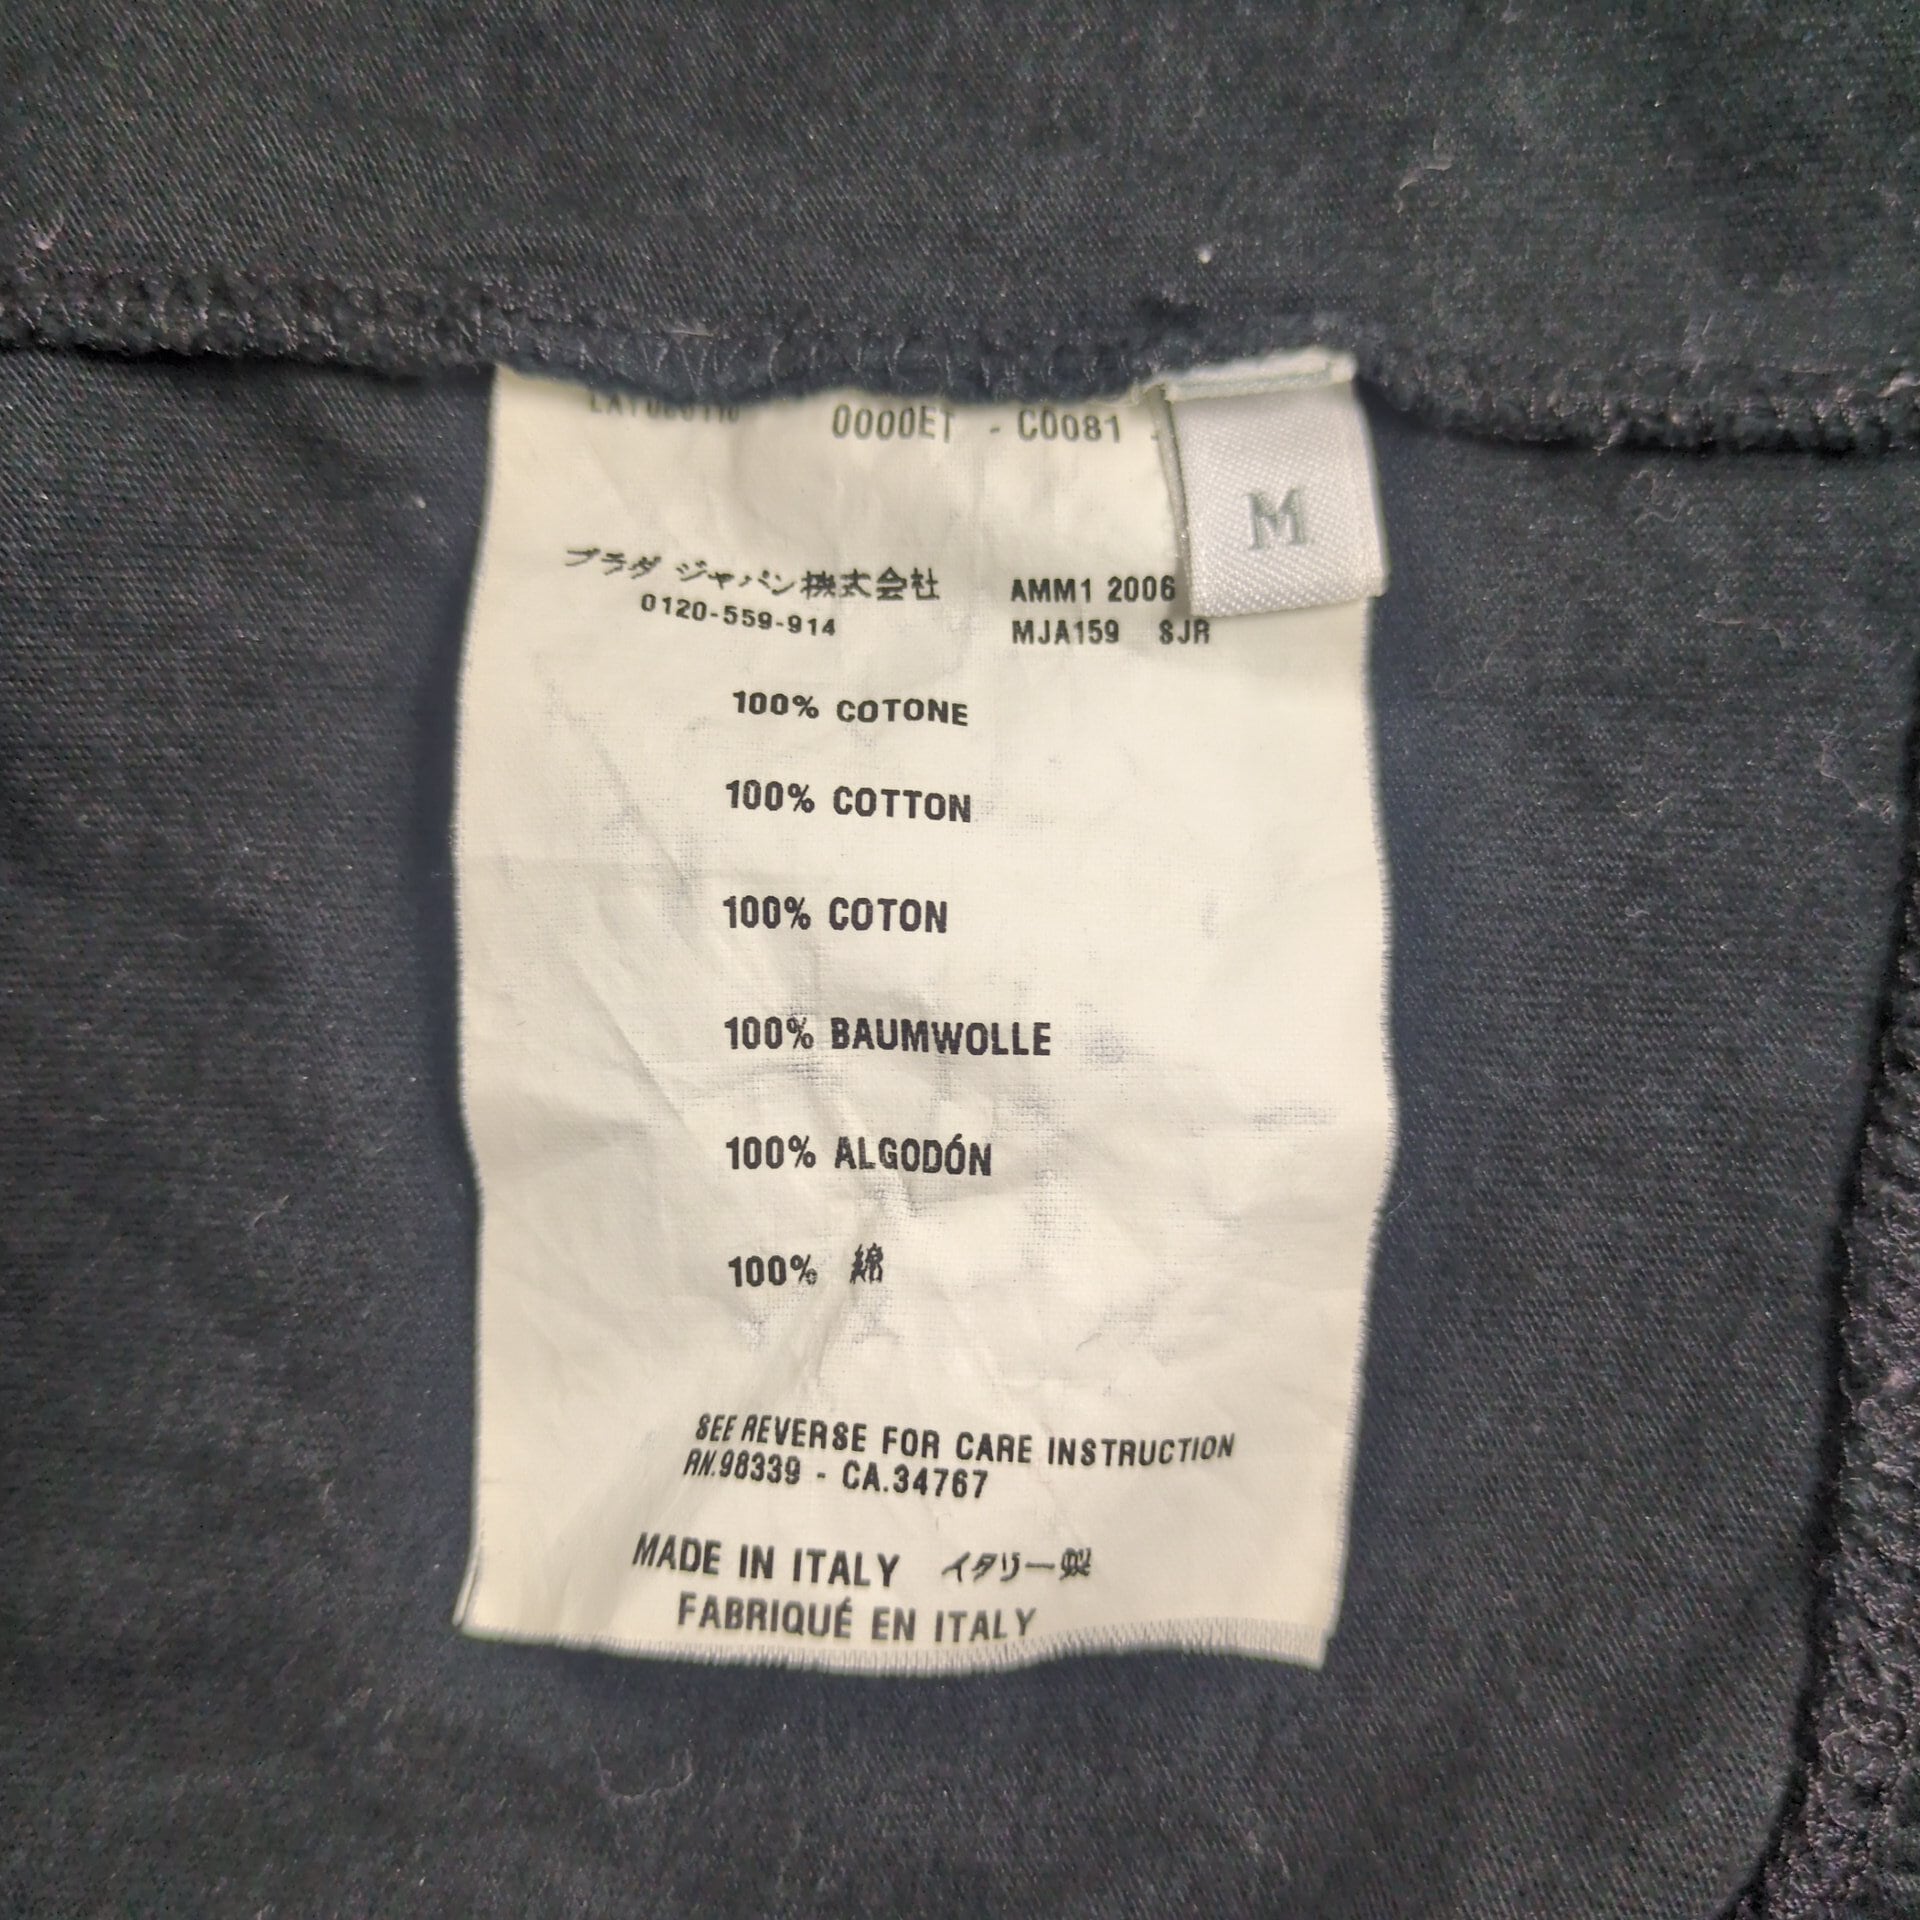 0000ET - C0081
M
プラダ ジャパン株式会社
0120-559-914
AMM1 2006
MJA159 SJR
100% COTONE
100% COTTON
100% COTON
100% BAUMWOLLE
100% ALGODÓN
100% 綿
SEE REVERSE FOR CARE INSTRUCTION
RN.98339 - CA.34767
MADE IN ITALY イタリー製
FABRIQUÉ EN ITALY